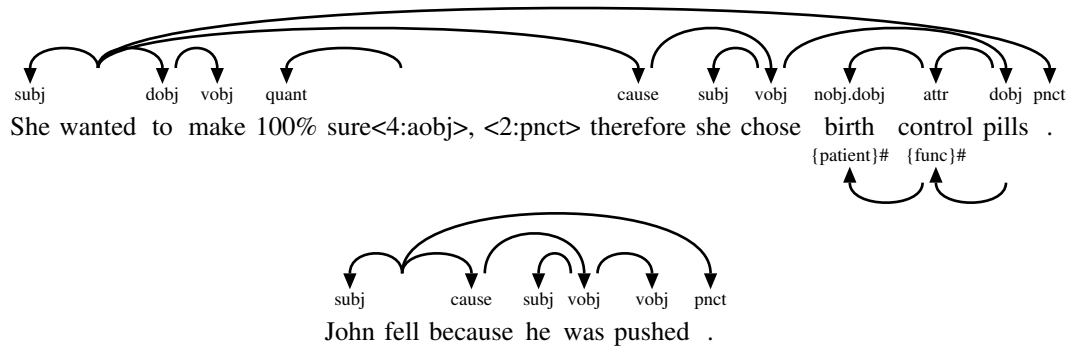 subj dobj vobj quant cause subj vobj nobj.dobj attr dobj pnct
She wanted to make 100% sure<4:aobj>, <2:pnct> therefore she chose birth control pills .
{patient}# {func}#
subj cause subj vobj vobj pnct
John fell because he was pushed .